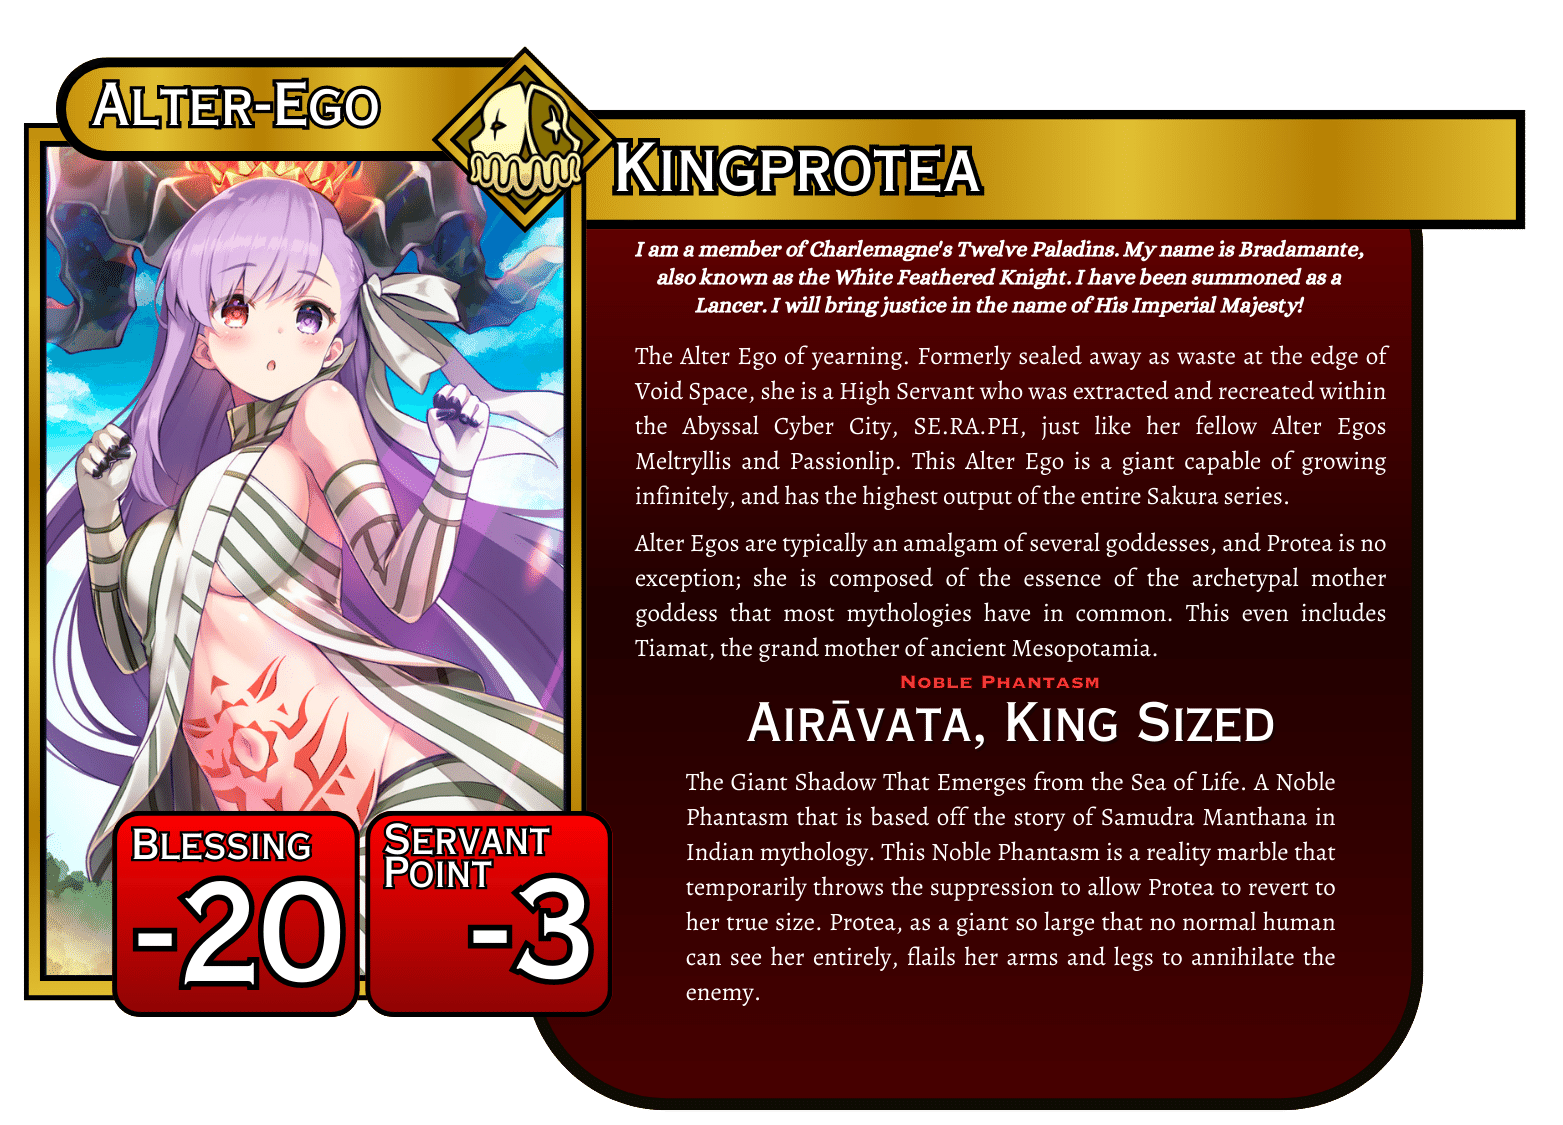 Alter-Ego
Kingprotea
I am a member of Charlemagne's Twelve Paladins. My name is Bradamante,
also known as the White Feathered Knight. I have been summoned as a
Lancer. I will bring justice in the name of His Imperial Majesty!
The Alter Ego of yearning. Formerly sealed away as waste at the edge of
Void Space, she is a High Servant who was extracted and recreated within
the Abyssal Cyber City, SE.RA.PH, just like her fellow Alter Egos
Meltryllis and Passionlip. This Alter Ego is a giant capable of growing
infinitely, and has the highest output of the entire Sakura series.
Alter Egos are typically an amalgam of several goddesses, and Protea is no
exception; she is composed of the essence of the archetypal mother
goddess that most mythologies have in common. This even includes
Tiamat, the grand mother of ancient Mesopotamia.
Noble Phantasm
Airāvata, King Sized
The Giant Shadow That Emerges from the Sea of Life. A Noble
Phantasm that is based off the story of Samudra Manthana in
Indian mythology. This Noble Phantasm is a reality marble that
temporarily throws the suppression to allow Protea to revert to
her true size. Protea, as a giant so large that no normal human
can see her entirely, flails her arms and legs to annihilate the
enemy.
Blessing
-20
Servant
Point
-3